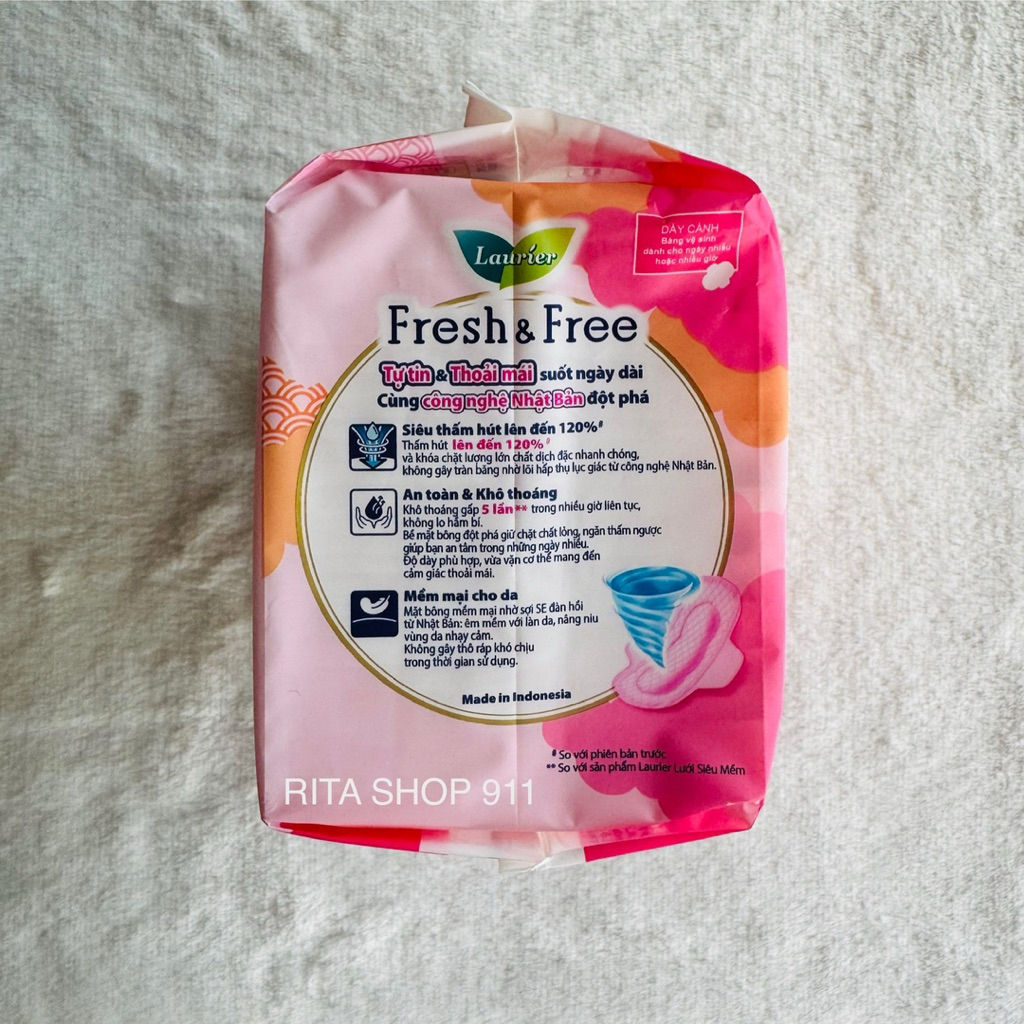 Laurier
DÀY CÁNH
Băng vệ sinh
dành cho ngày nhiều
hoặc nhiều giờ
Fresh & Free
Tự tin & Thoải mái suốt ngày dài
Cùng công nghệ Nhật Bản đột phá
Siêu thấm hút lên đến 120%#
Thấm hút lên đến 120%#
và khóa chặt lượng lớn chất dịch đặc nhanh chóng,
không gây tràn băng nhờ lõi hấp thụ lục giác từ công nghệ Nhật Bản.
An toàn & Khô thoáng
Khô thoáng gấp 5 lần** trong nhiều giờ liên tục,
không lo hầm bí.
Bề mặt bông đột phá giữ chặt chất lỏng, ngăn thấm ngược
giúp bạn an tâm trong những ngày nhiều.
Độ dày phù hợp, vừa vặn cơ thể mang đến
cảm giác thoải mái.
Mềm mại cho da
Mặt bông mềm mại nhờ sợi SE đàn hồi
từ Nhật Bản: êm mềm với làn da, nâng niu
vùng da nhạy cảm.
Không gây thô ráp khó chịu
trong thời gian sử dụng.
Made in Indonesia
# So với phiên bản trước
** So với sản phẩm Laurier Lưới Siêu Mềm
RITA SHOP 911